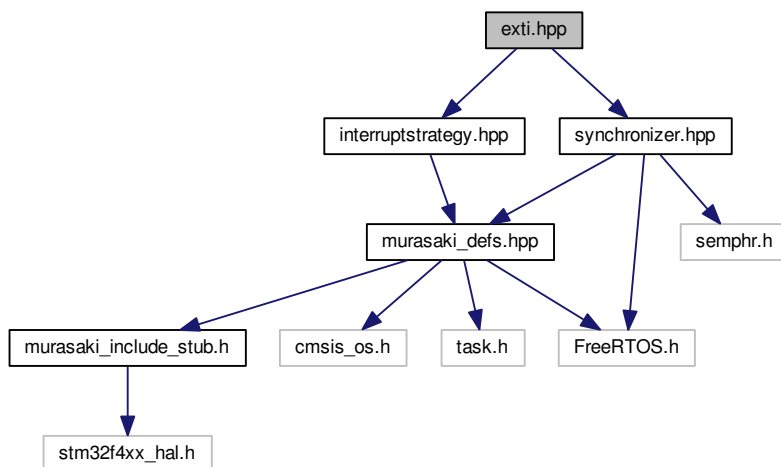 exti.hpp
interruptstrategy.hpp
synchronizer.hpp
murasaki_defs.hpp
semphr.h
murasaki_include_stub.h
cmsis_os.h
task.h
FreeRTOS.h
stm32f4xx_hal.h